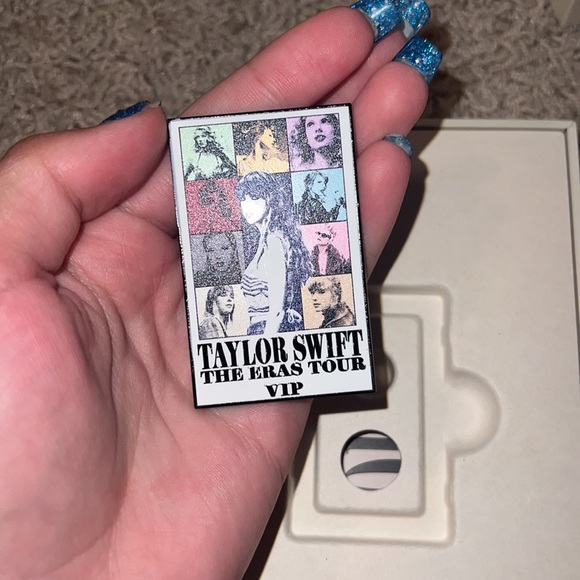 TAYLOR SWIFT
THE ERAS TOUR
VIP